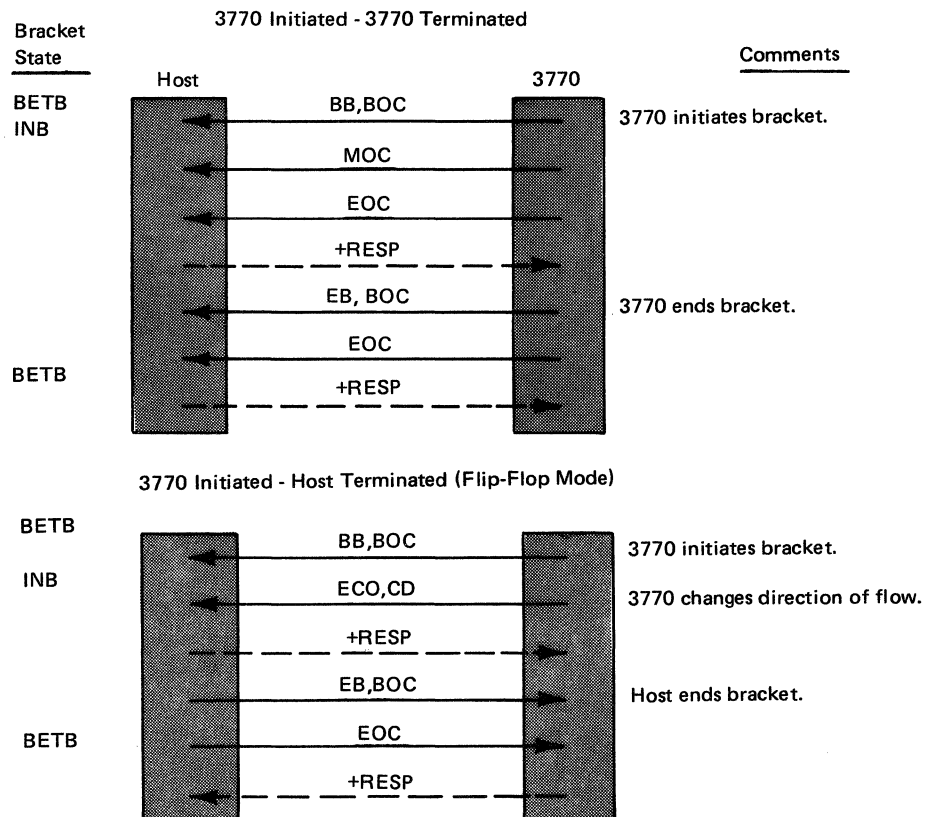 3770 Initiated - 3770 Terminated
Bracket
State
Comments
Host
3770
BETB
BB,BOC
3770 initiates bracket.
INB
MOC
EOC
+RESP
EB, BOC
3770 ends bracket.
EOC
BETB
+RESP
3770 Initiated - Host Terminated (Flip-Flop Mode)
BETB
BB,BOC
3770 initiates bracket.
INB
ECO,CD
3770 changes direction of flow.
+RESP
EB,BOC
Host ends bracket.
BETB
EOC
+RESP